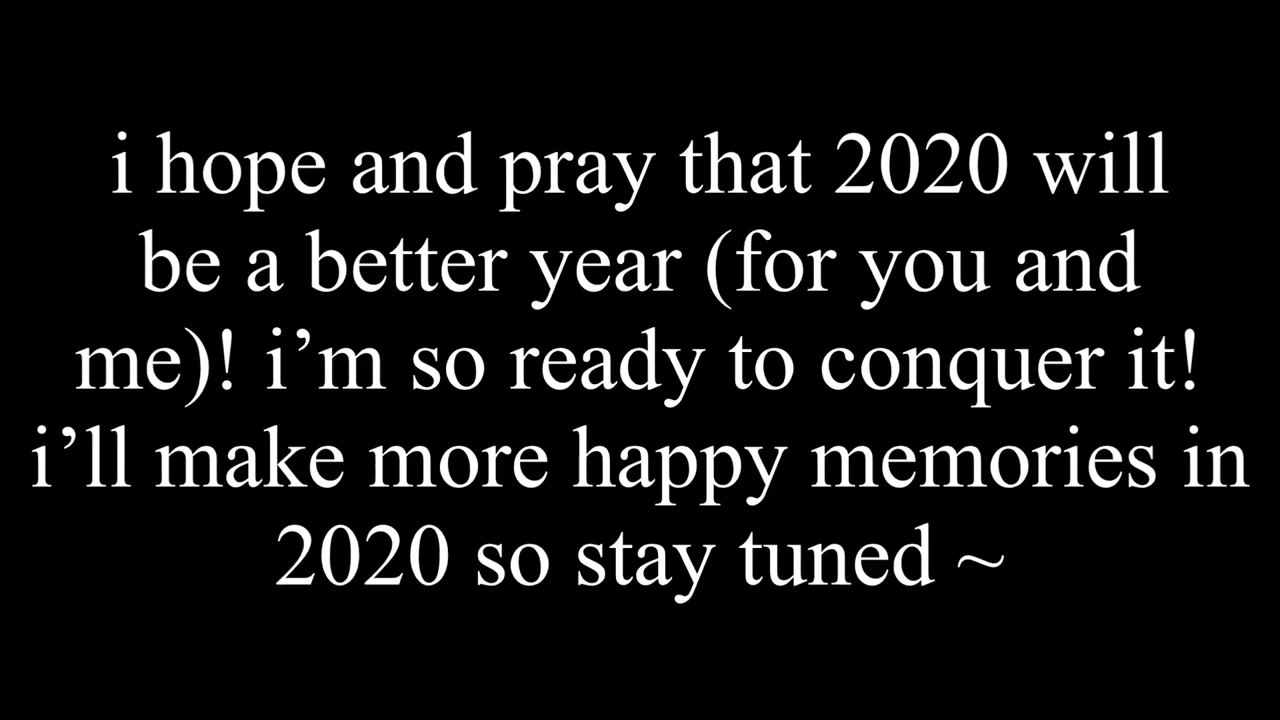 i hope and pray that 2020 will
be a better year (for you and
me)! i’m so ready to conquer it!
i’ll make more happy memories in
2020 so stay tuned ~